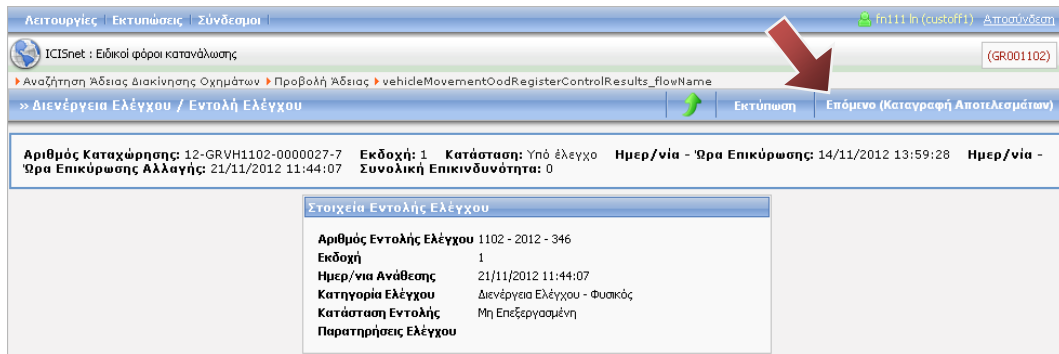 Λειτουργίες | Εκτυπώσεις | Σύνδεσμοι |
fn111 ln (custoff1) Αποσύνδεση
ICISnet : Ειδικοί φόροι κατανάλωσης
(GR001102)
Αναζήτηση Άδειας Διακίνησης Οχημάτων Προβολή Άδειας vehicleMovementOodRegisterControlResults_flowName
» Διενέργεια Ελέγχου / Εντολή Ελέγχου
Εκτύπωση
Επόμενο (Καταγραφή Αποτελεσμάτων)
Αριθμός Καταχώρησης: 12-GRVH1102-0000027-7 Εκδοχή: 1 Κατάσταση: Υπό έλεγχο Ημερ/νία - Ώρα Επικύρωσης: 14/11/2012 13:59:28 Ημερ/νία -
Ώρα Επικύρωσης Αλλαγής: 21/11/2012 11:44:07 Συνολική Επικινδυνότητα: 0
Στοιχεία Εντολής Ελέγχου
Αριθμός Εντολής Ελέγχου 1102 - 2012 - 346
Εκδοχή 1
Ημερ/νια Ανάθεσης 21/11/2012 11:44:07
Κατηγορία Ελέγχου Διενέργεια Ελέγχου - Φυσικός
Κατάσταση Εντολής Μη Επεξεργασμένη
Παρατηρήσεις Ελέγχου